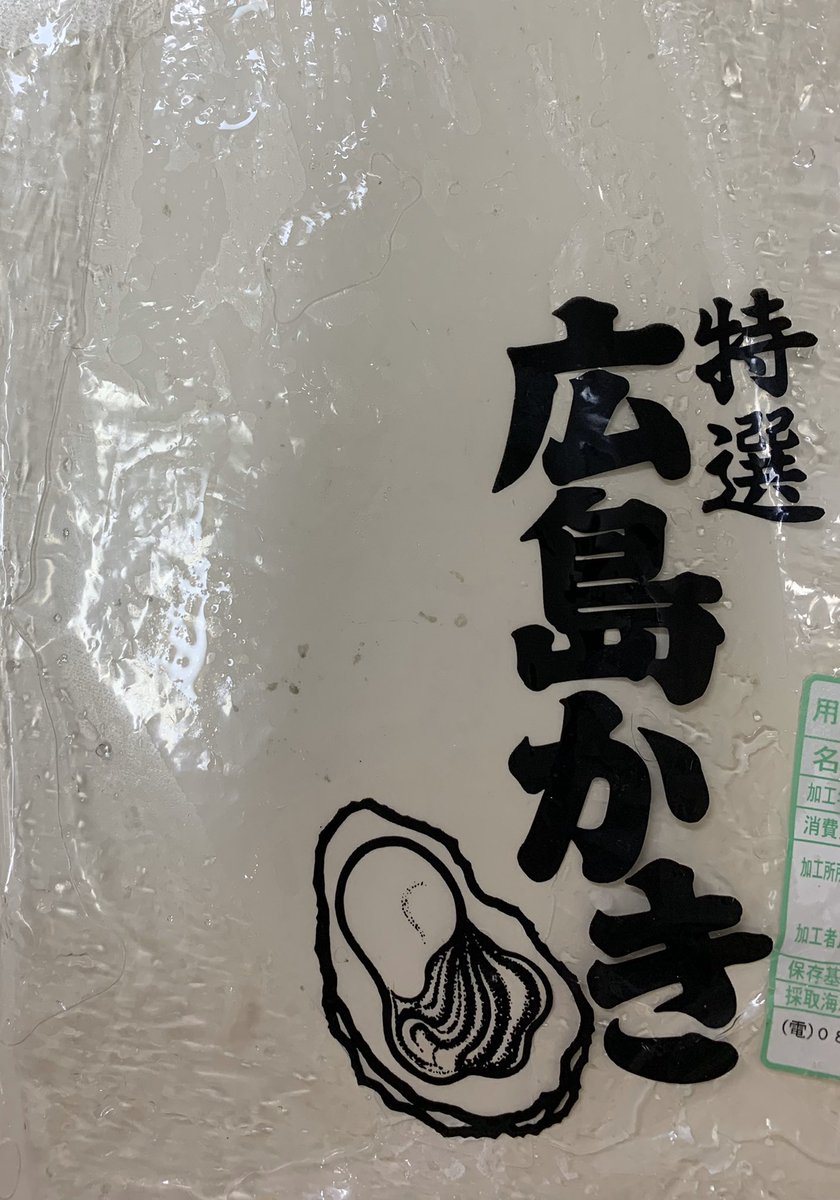 特選
広島かき
用
名
加工
消費
加工所
加工者
保存基
採取海
(電)08